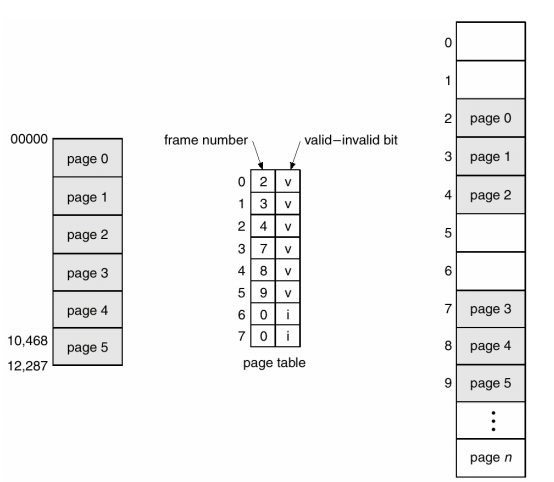 00000
page 0
page 1
page 2
page 3
page 4
10,468
page 5
12,287
frame number
valid–invalid bit
0 2 v
1 3 v
2 4 v
3 7 v
4 8 v
5 9 v
6 0 i
7 0 i
page table
0
1
2 page 0
3 page 1
4 page 2
5
6
7 page 3
8 page 4
9 page 5
page n